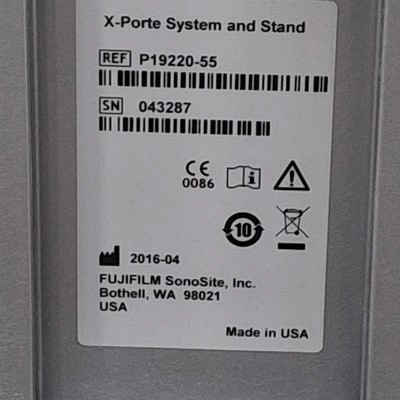 X-Porte System and Stand
REF P19220-55
SN 043287
CE
0086
10
2016-04
FUJIFILM SonoSite, Inc.
Bothell, WA 98021
USA
Made in USA